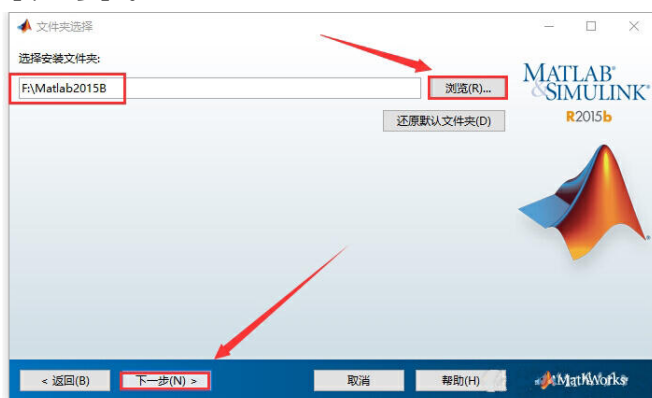 文件夹选择
选择安装文件夹:
F:\Matlab2015B
浏览(R)...
还原默认文件夹(D)
MATLAB®
SIMULINK®
R2015b
< 返回(B)
下一步(N) >
取消
帮助(H)
MathWorks®